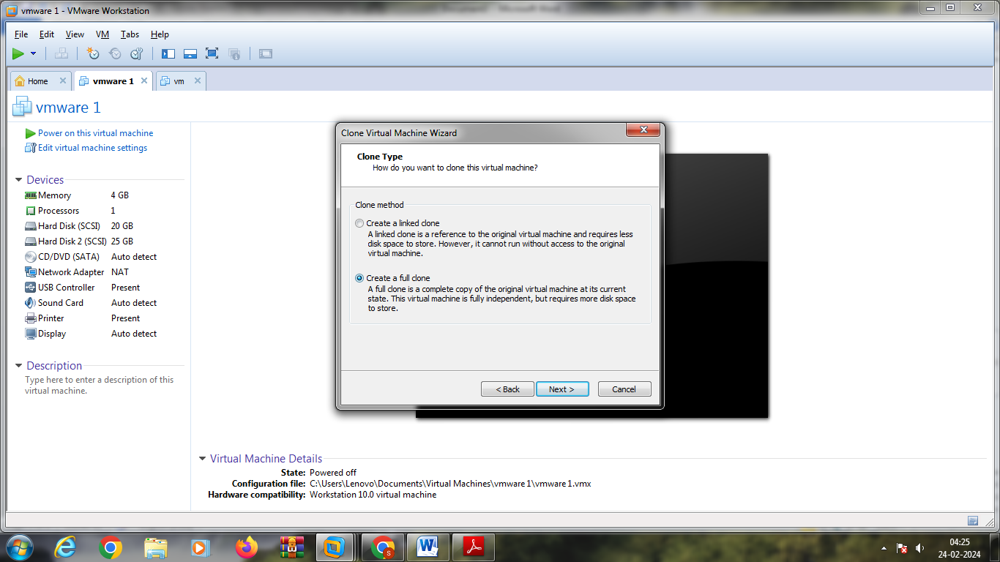 vmware 1 - VMware Workstation
File Edit View VM Tabs Help
Home vmware 1 vm
vmware 1
Power on this virtual machine
Edit virtual machine settings
Devices
Memory 4 GB
Processors 1
Hard Disk (SCSI) 20 GB
Hard Disk 2 (SCSI) 25 GB
CD/DVD (SATA) Auto detect
Network Adapter NAT
USB Controller Present
Sound Card Auto detect
Printer Present
Display Auto detect
Description
Type here to enter a description of this
virtual machine.
Clone Virtual Machine Wizard
Clone Type
How do you want to clone this virtual machine?
Clone method
Create a linked clone
A linked clone is a reference to the original virtual machine and requires less
disk space to store. However, it cannot run without access to the original
virtual machine.
Create a full clone
A full clone is a complete copy of the original virtual machine at its current
state. This virtual machine is fully independent, but requires more disk space
to store.
< Back Next > Cancel
Virtual Machine Details
State: Powered off
Configuration file: C:\Users\Lenovo\Documents\Virtual Machines\vmware 1\vmware 1.vmx
Hardware compatibility: Workstation 10.0 virtual machine
04:25
24-02-2024